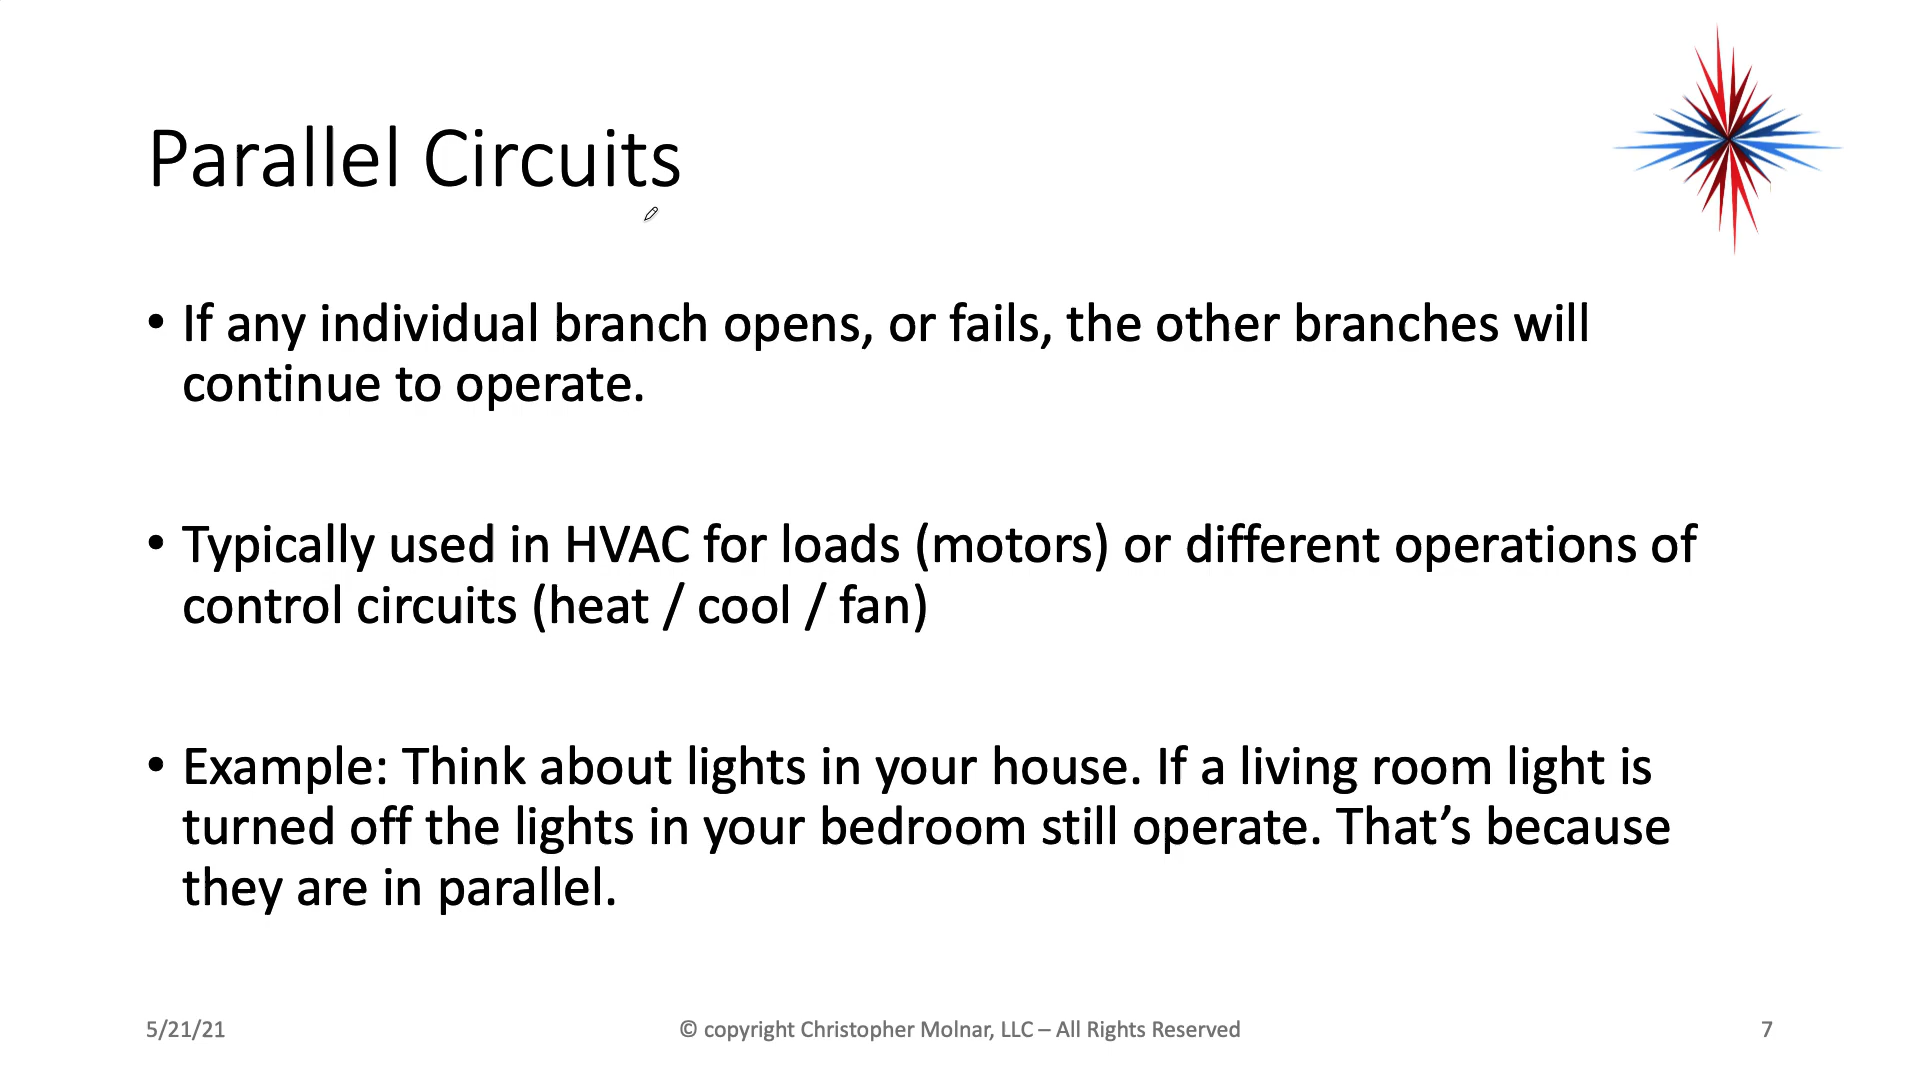 Parallel Circuits
• If any individual branch opens, or fails, the other branches will
continue to operate.
• Typically used in HVAC for loads (motors) or different operations of
control circuits (heat / cool / fan)
• Example: Think about lights in your house. If a living room light is
turned off the lights in your bedroom still operate. That’s because
they are in parallel.
5/21/21
© copyright Christopher Molnar, LLC – All Rights Reserved
7